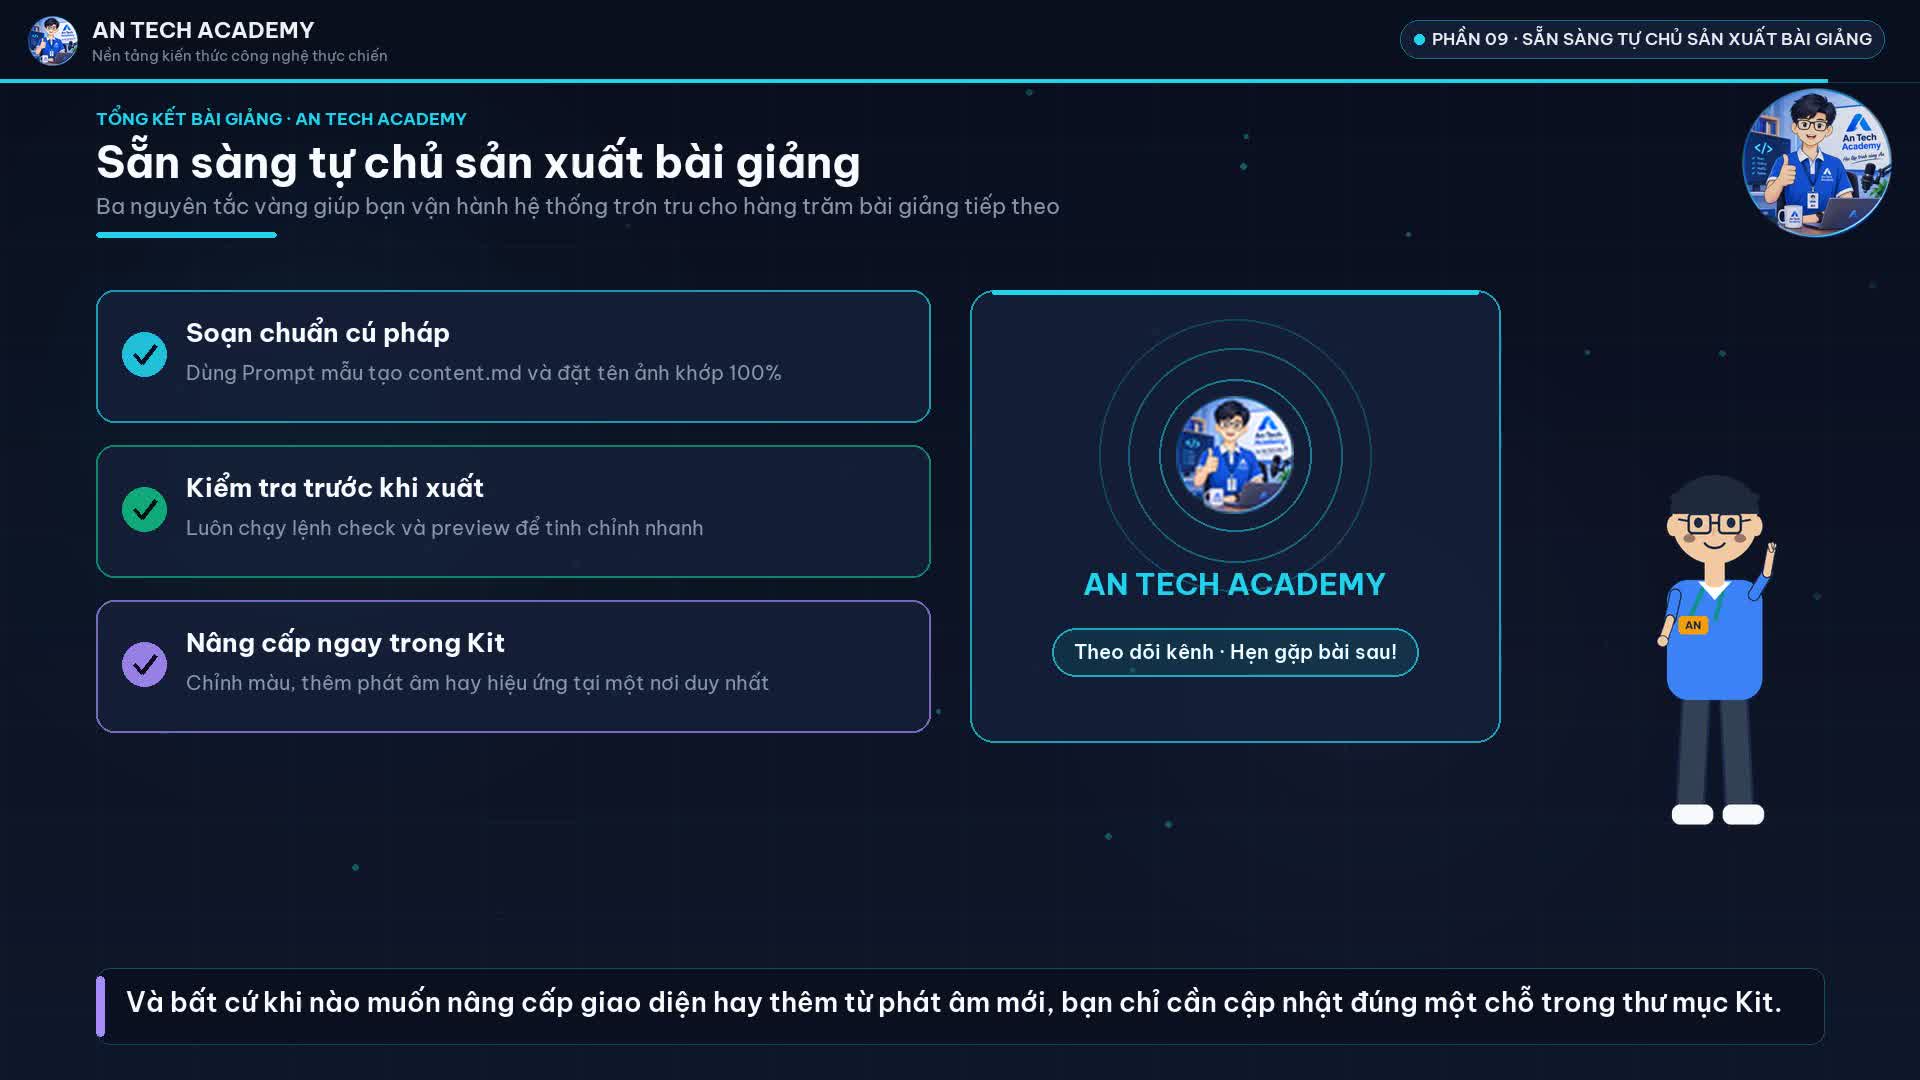 AN TECH ACADEMY
Nền tảng kiến thức công nghệ thực chiến
PHẦN 09 · SẴN SÀNG TỰ CHỦ SẢN XUẤT BÀI GIẢNG
TỔNG KẾT BÀI GIẢNG · AN TECH ACADEMY
Sẵn sàng tự chủ sản xuất bài giảng
Ba nguyên tắc vàng giúp bạn vận hành hệ thống trơn tru cho hàng trăm bài giảng tiếp theo
An Tech
Academy
Soạn chuẩn cú pháp
Dùng Prompt mẫu tạo content.md và đặt tên ảnh khớp 100%
Kiểm tra trước khi xuất
Luôn chạy lệnh check và preview để tinh chỉnh nhanh
Nâng cấp ngay trong Kit
Chỉnh màu, thêm phát âm hay hiệu ứng tại một nơi duy nhất
An Tech
Academy
AN TECH ACADEMY
Theo dõi kênh · Hẹn gặp bài sau!
AN
Và bất cứ khi nào muốn nâng cấp giao diện hay thêm từ phát âm mới, bạn chỉ cần cập nhật đúng một chỗ trong thư mục Kit.